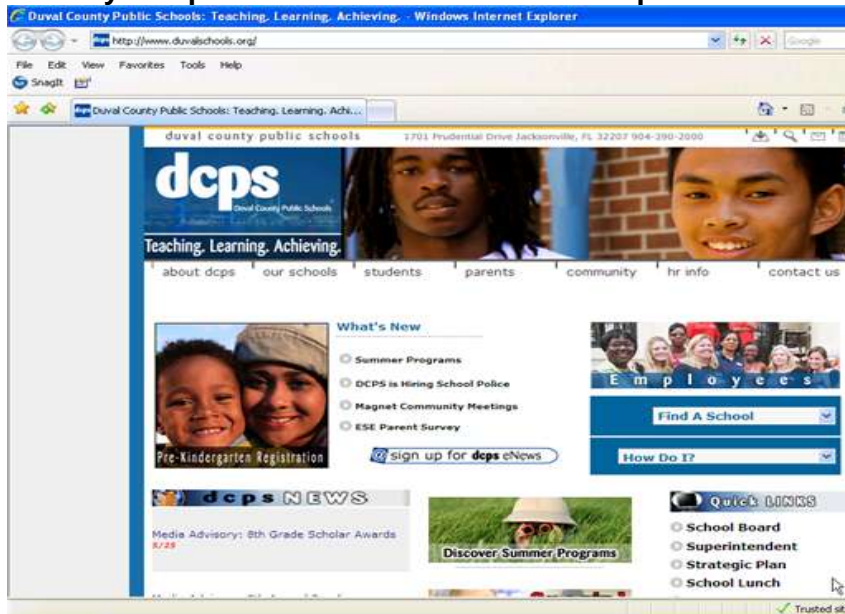 Duval County Public Schools: Teaching. Learning. Achieving. - Windows Internet Explorer
http://www.duvalschools.org/
Google
File Edit View Favorites Tools Help
SnagIt
Duval County Public Schools: Teaching. Learning. Achi...
duval county public schools 1701 Prudential Drive Jacksonville, FL 32207 904-390-2000
dcps
Duval County Public Schools
Teaching. Learning. Achieving.
about dcps our schools students parents community hr info contact us
What's New
Summer Programs
DCPS is Hiring School Police
Magnet Community Meetings
ESE Parent Survey
@ sign up for dcps eNews
Pre-Kindergarten Registration
Employees
Find A School
How Do I?
dcps NEWS
Media Advisory: 8th Grade Scholar Awards
5/25
Discover Summer Programs
Quick LINKS
School Board
Superintendent
Strategic Plan
School Lunch
Trusted sit